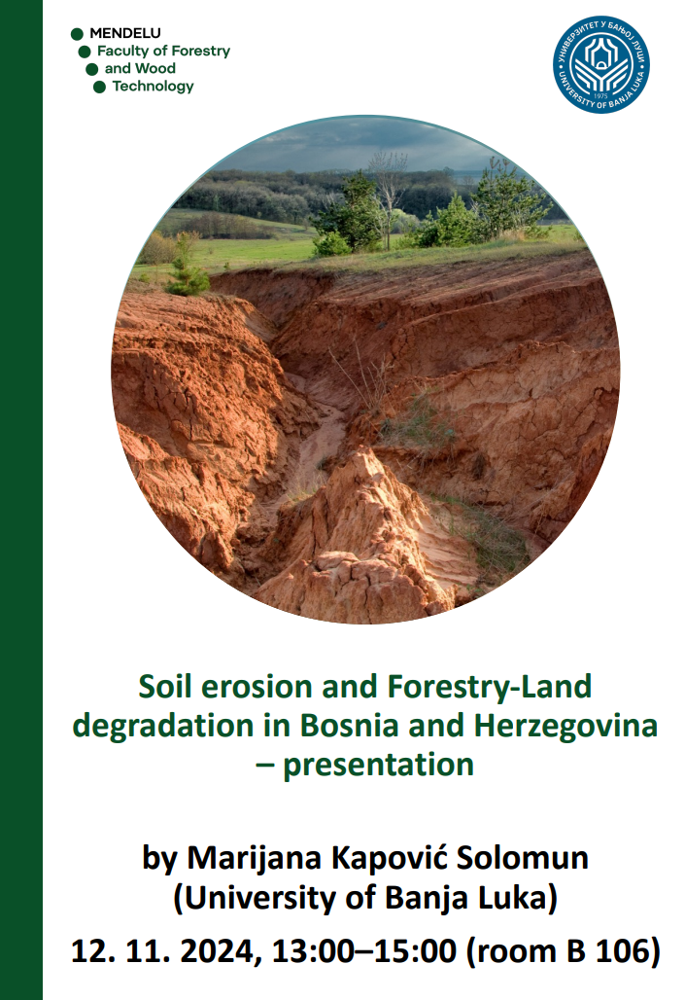 MENDELU
Faculty of Forestry
and Wood
Technology
УНИВЕРЗИТЕТ У БАЊОЈ ЛУЦИ
UNIVERSITY OF BANJA LUKA
1975
Soil erosion and Forestry-Land
degradation in Bosnia and Herzegovina
– presentation
by Marijana Kapović Solomun
(University of Banja Luka)
12. 11. 2024, 13:00–15:00 (room B 106)